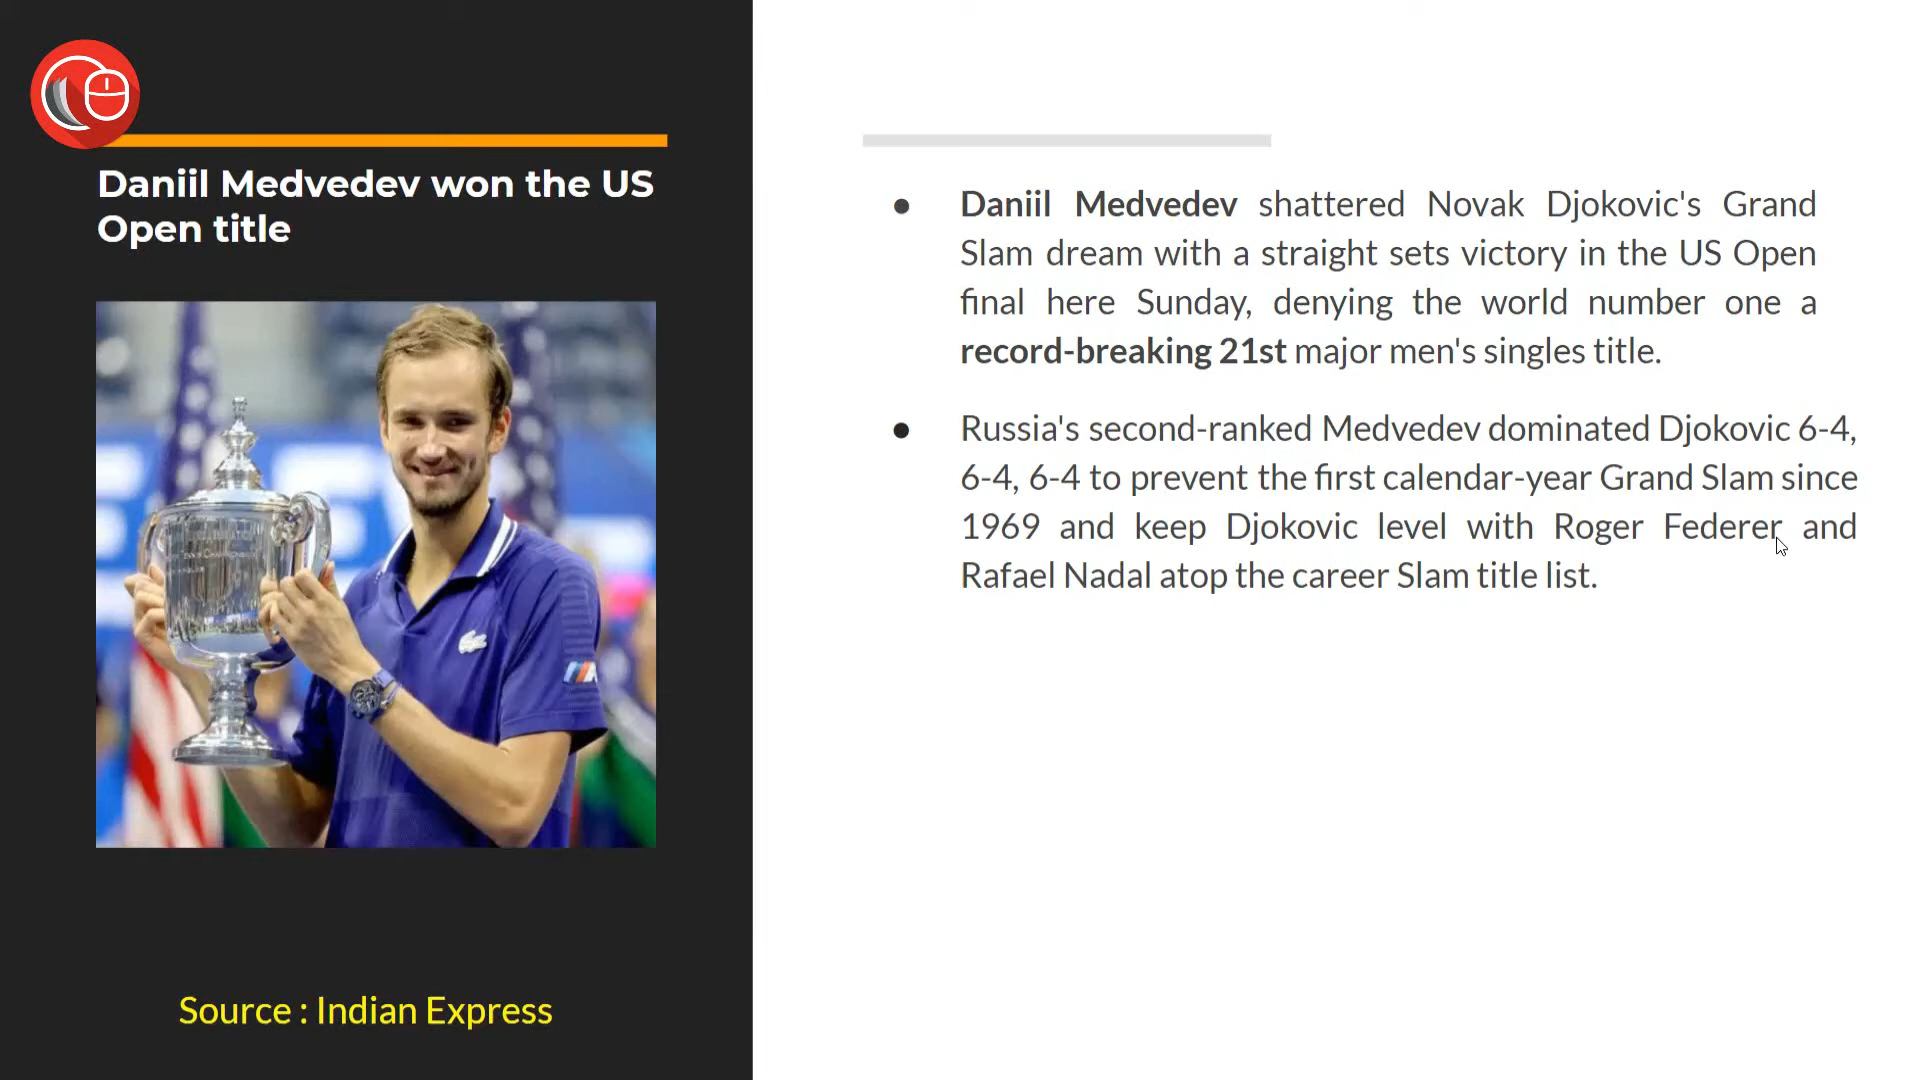 Daniil Medvedev won the US
Open title
Source : Indian Express
● Daniil Medvedev shattered Novak Djokovic's Grand
Slam dream with a straight sets victory in the US Open
final here Sunday, denying the world number one a
record-breaking 21st major men's singles title.
● Russia's second-ranked Medvedev dominated Djokovic 6-4,
6-4, 6-4 to prevent the first calendar-year Grand Slam since
1969 and keep Djokovic level with Roger Federer and
Rafael Nadal atop the career Slam title list.